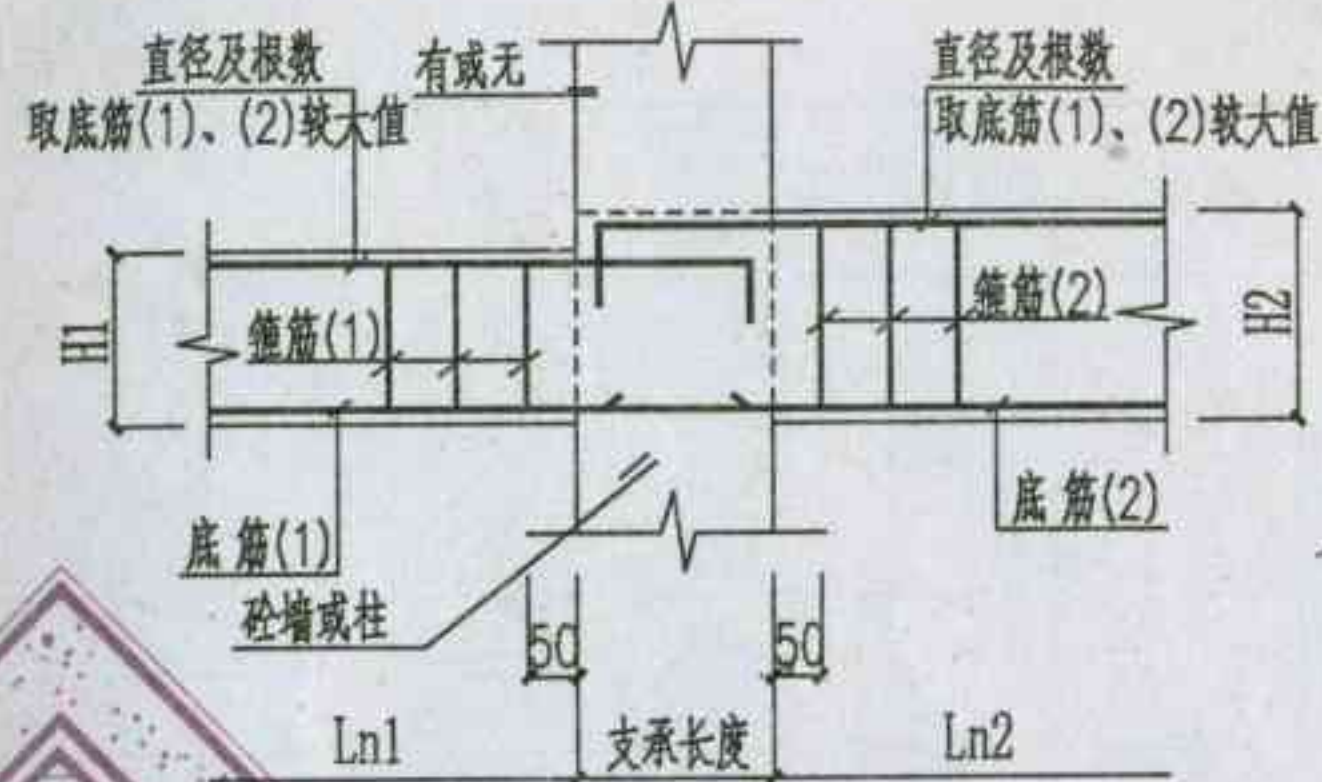 直径及根数
取底筋(1)、(2)较大值
有或无
直径及根数
取底筋(1)、(2)较大值
H1
箍筋(1)
箍筋(2)
H2
底筋(1)
底筋(2)
砼墙或柱
50
50
Ln1
支承长度
Ln2